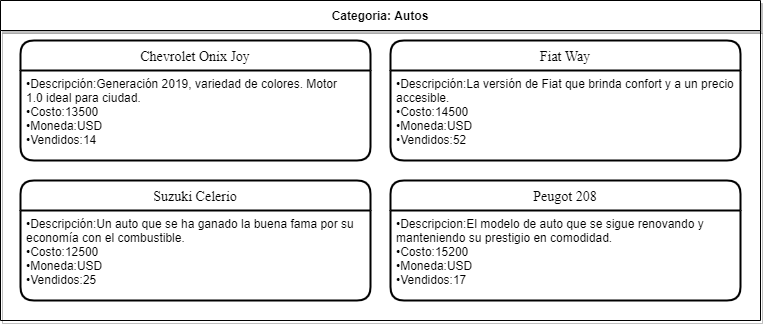 Categoria: Autos
Chevrolet Onix Joy
•Descripción:Generación 2019, variedad de colores. Motor
1.0 ideal para ciudad.
•Costo:13500
•Moneda:USD
•Vendidos:14
Fiat Way
•Descripción:La versión de Fiat que brinda confort y a un precio
accesible.
•Costo:14500
•Moneda:USD
•Vendidos:52
Suzuki Celerio
•Descripción:Un auto que se ha ganado la buena fama por su
economía con el combustible.
•Costo:12500
•Moneda:USD
•Vendidos:25
Peugot 208
•Descripcion:El modelo de auto que se sigue renovando y
manteniendo su prestigio en comodidad.
•Costo:15200
•Moneda:USD
•Vendidos:17